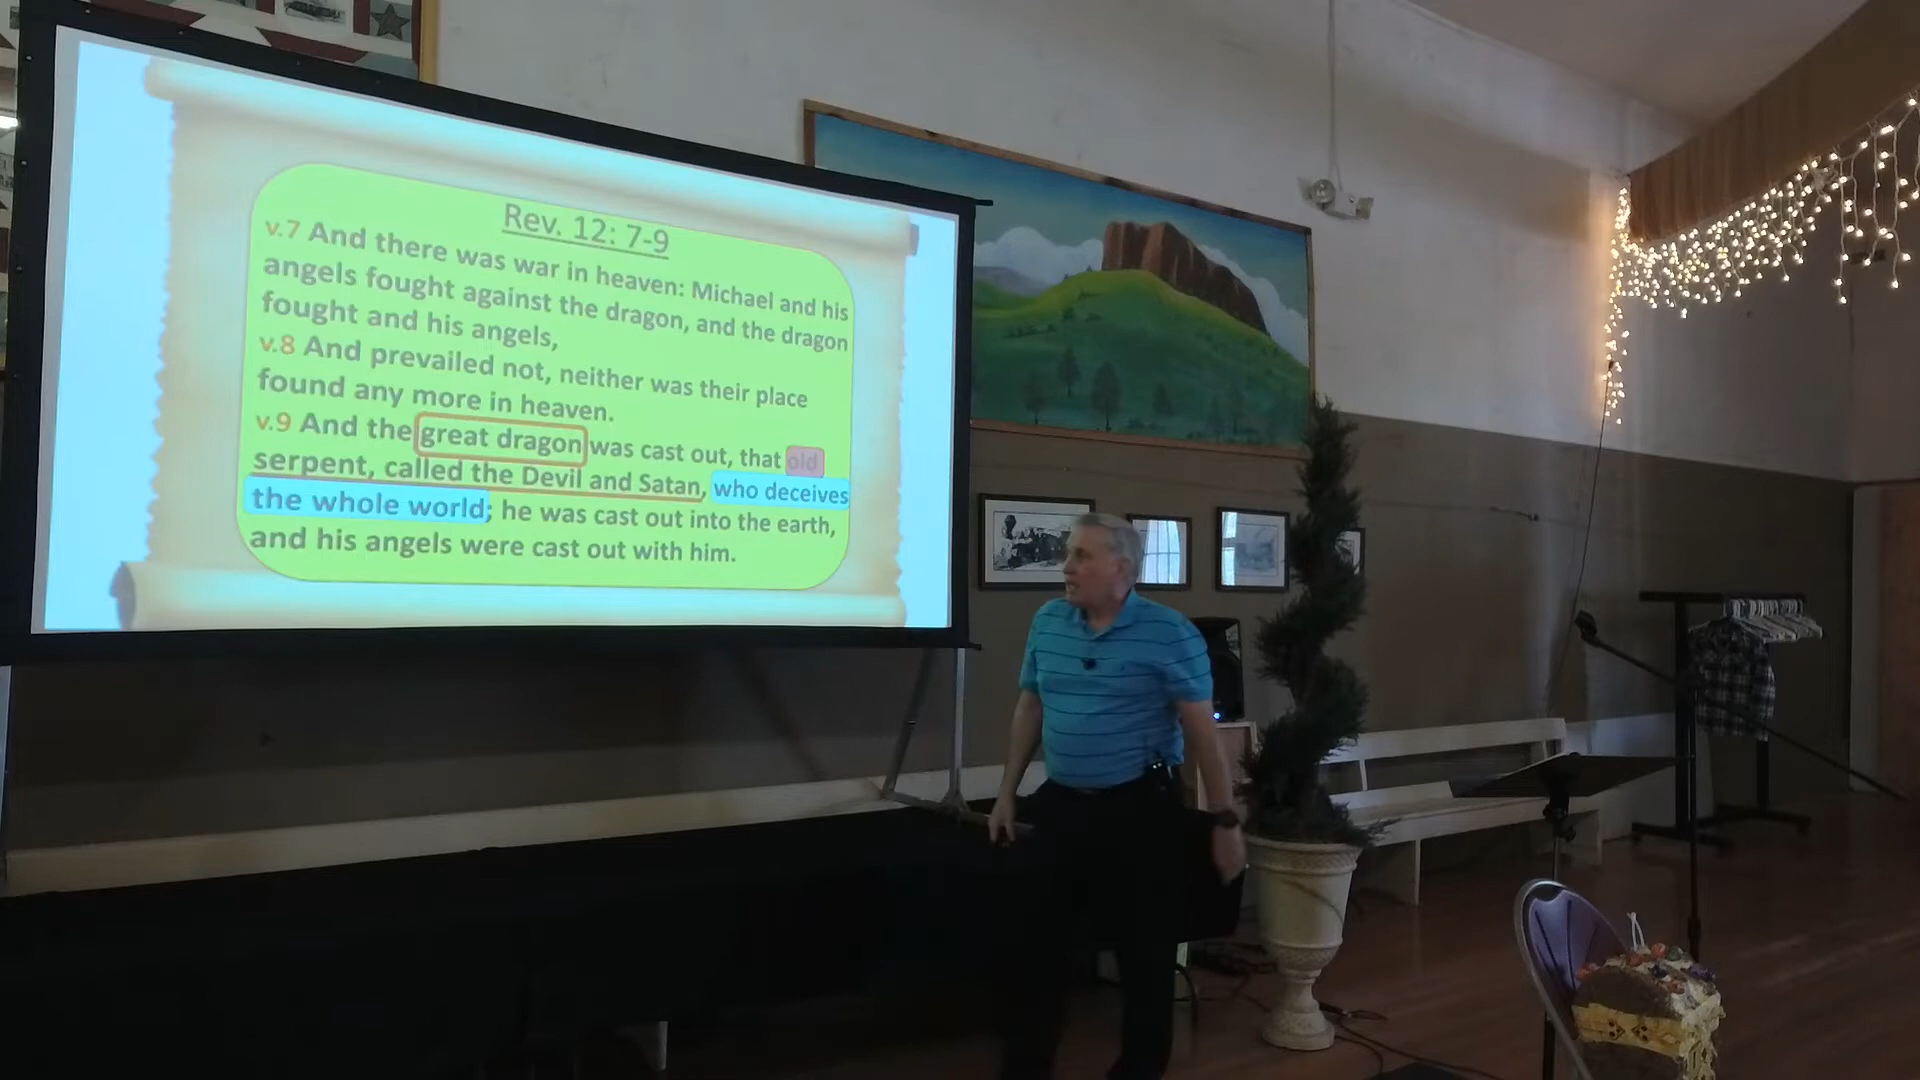 Rev. 12: 7-9
v.7 And there was war in heaven: Michael and his
angels fought against the dragon, and the dragon
fought and his angels,
v.8 And prevailed not, neither was their place
found any more in heaven.
v.9 And the great dragon was cast out, that old
serpent, called the Devil and Satan, who deceives
the whole world; he was cast out into the earth,
and his angels were cast out with him.